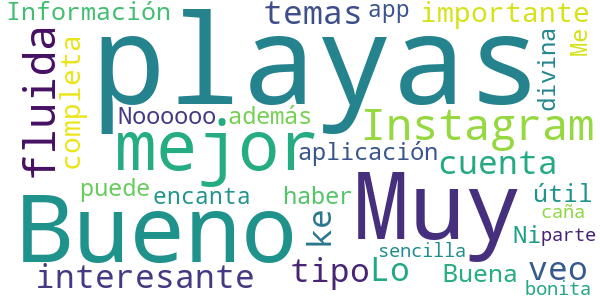 Información
temas
app
importante
playas
fluida
completa
divina
Me
Noooooo
además
Instagram
mejor
aplicación
cuenta
Bueno
Muy
puede
encanta
haber
ke
útil
caña
Ni
parte
sencilla
interesante
tipo
Lo
Buena
veo
bonita